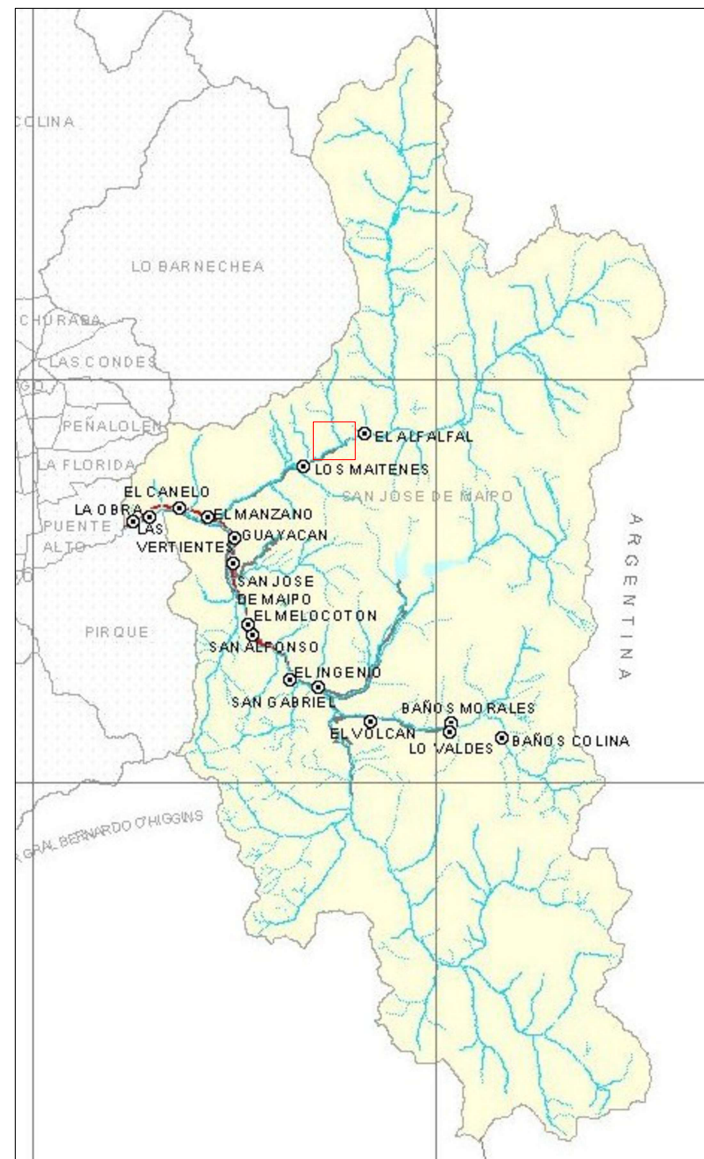 COLINA
LO BARNECHEA
CHURABA
LAS CONDES
GO
PEÑALOLEN
EL ALFALFAL
LA FLORIDA
LOS MAITENES
EL CANELO
SAN JOSE DE MAIPO
LA OBRA
EL MANZANO
PUENTE
ALTO
LAS
VERTIENTES
GUAYACAN
ARGENTINA
SAN JOSE
DE MAIPO
EL MELOCOTON
PIRQUE
SAN ALFONSO
EL INGENIO
SAN GABRIEL
BAÑOS MORALES
EL VOLCAN
LO VALDES
BAÑOS COLINA
GRAL BERNARDO O'HIGGINS